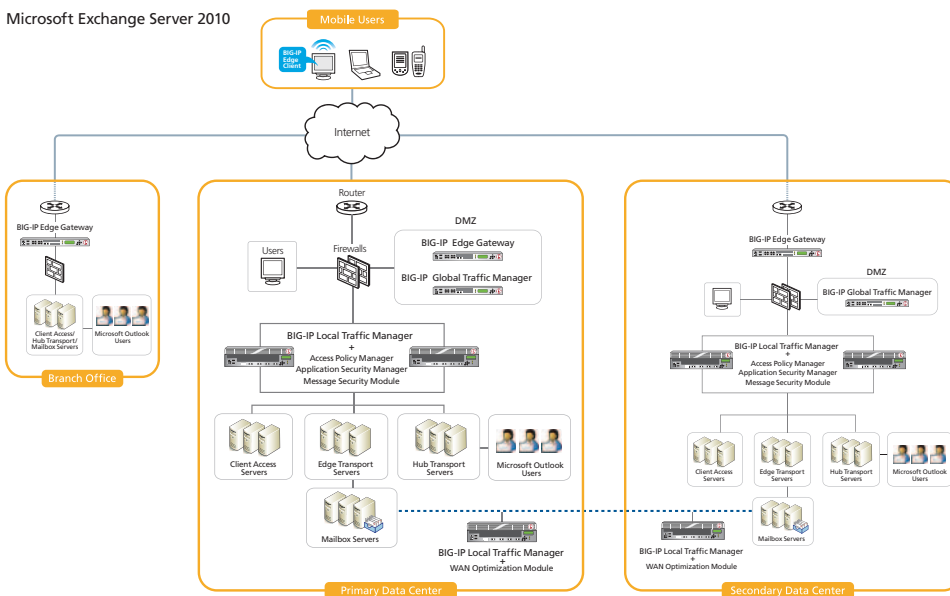 Microsoft Exchange Server 2010
Mobile Users
BIG-IP
Edge
Client
Internet
BIG-IP Edge Gateway
Client Access/
Hub Transport/
Mailbox Servers
Microsoft Outlook
Users
Branch Office
Router
Users
Firewalls
DMZ
BIG-IP Edge Gateway
BIG-IP Global Traffic Manager
BIG-IP Local Traffic Manager
+
Access Policy Manager
Application Security Manager
Message Security Module
Client Access
Servers
Edge Transport
Servers
Hub Transport
Servers
Microsoft Outlook
Users
Mailbox Servers
BIG-IP Local Traffic Manager
+
WAN Optimization Module
Primary Data Center
BIG-IP Edge Gateway
DMZ
BIG-IP Global Traffic Manager
BIG-IP Local Traffic Manager
+
Access Policy Manager
Application Security Manager
Message Security Module
Client Access
Servers
Edge Transport
Servers
Hub Transport
Servers
Microsoft Outlook
Users
Mailbox Servers
BIG-IP Local Traffic Manager
+
WAN Optimization Module
Secondary Data Center